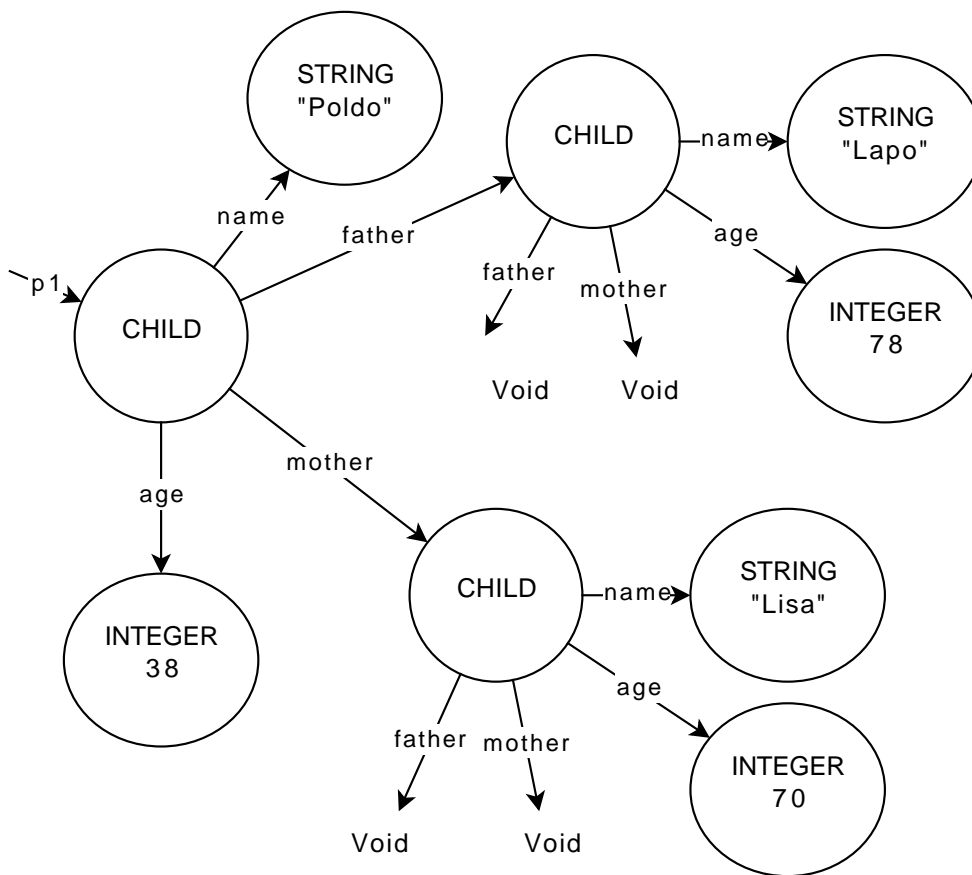 STRING
"Poldo"
CHILD
name
STRING
"Lapo"
name
father
age
father
mother
p1
CHILD
INTEGER
78
Void
Void
mother
age
CHILD
name
STRING
"Lisa"
INTEGER
38
age
father
mother
INTEGER
70
Void
Void